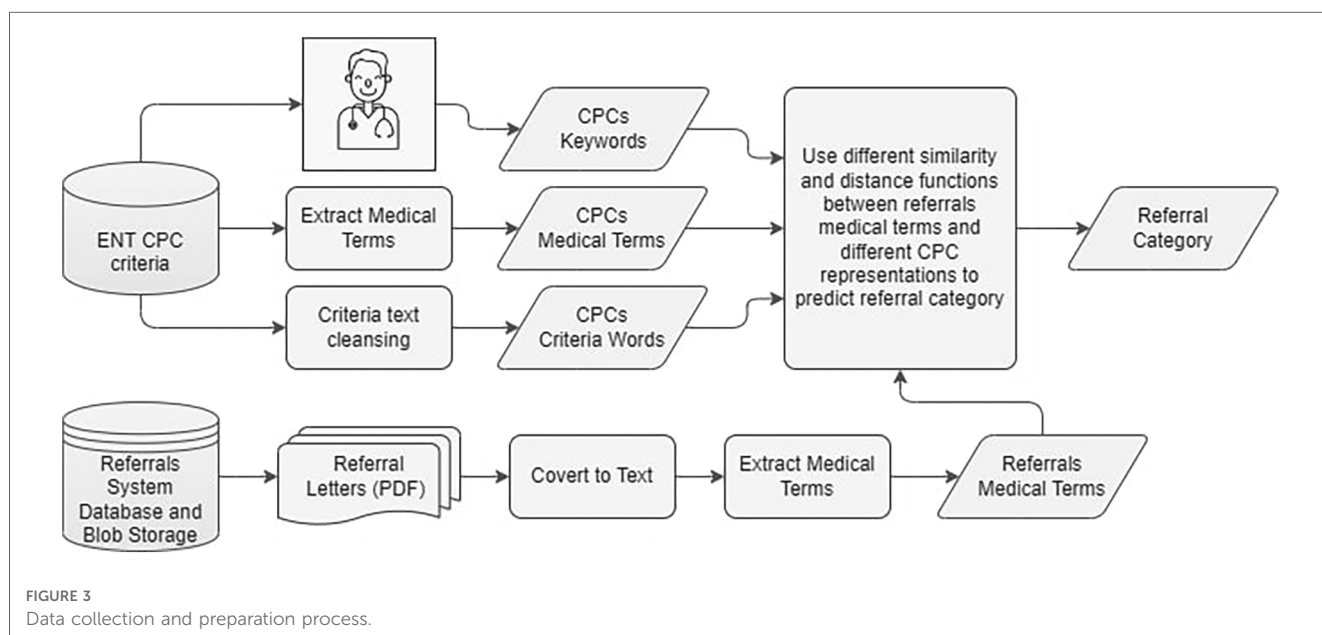 CPCs
Keywords
ENT CPC
criteria
Extract Medical
Terms
CPCs
Medical Terms
Criteria text
cleansing
CPCs
Criteria Words
Use different similarity
and distance functions
between referrals
medical terms and
different CPC
representations to
predict referral category
Referral
Category
Referrals
System
Database and
Blob Storage
Referral
Letters (PDF)
Covert to Text
Extract Medical
Terms
Referrals
Medical Terms
FIGURE 3
Data collection and preparation process.